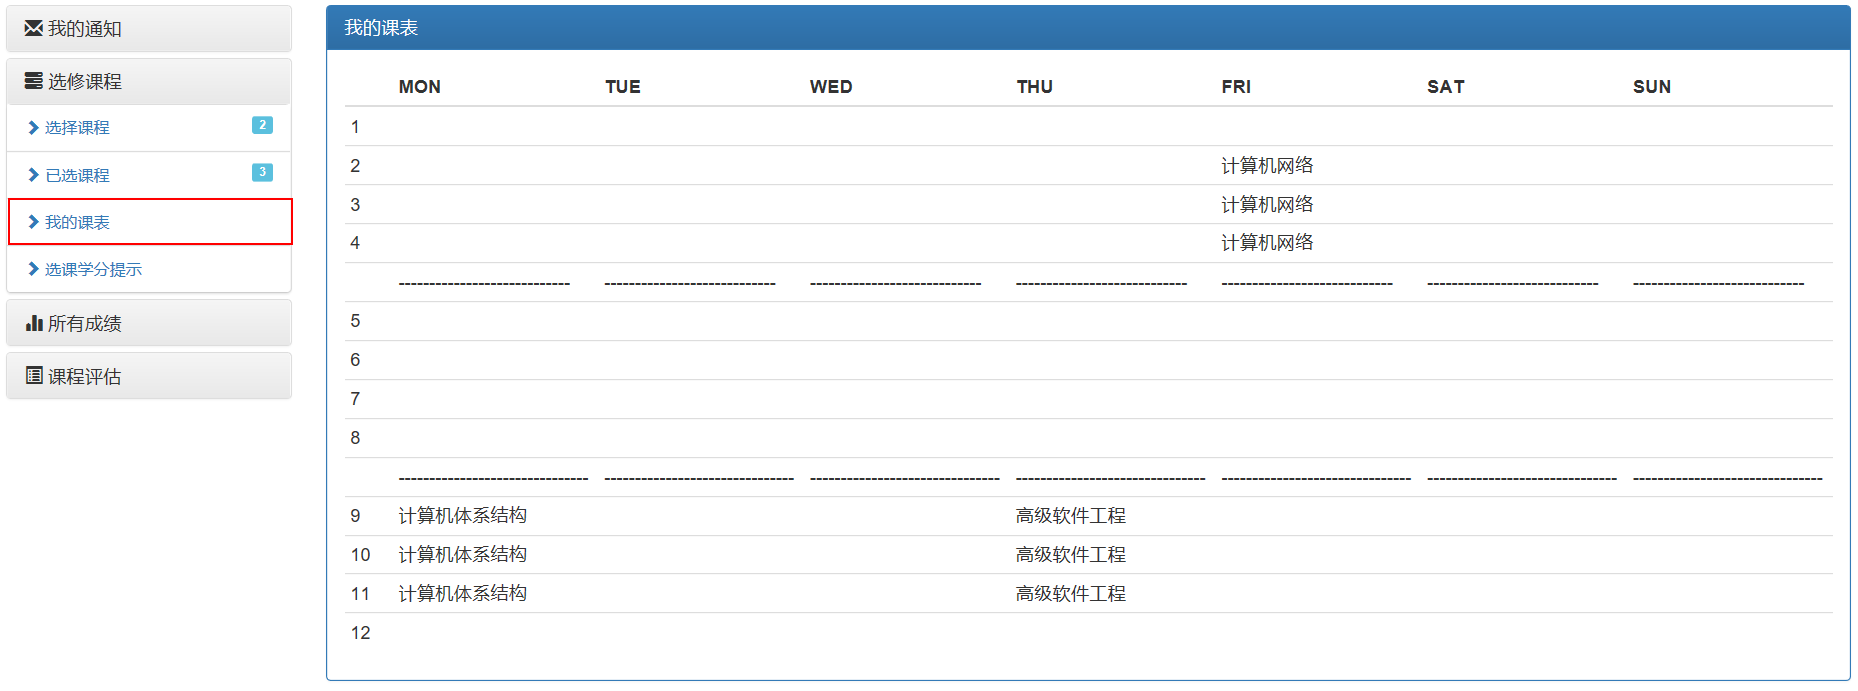 我的通知
选修课程
选择课程 2
已选课程 3
我的课表
选课学分提示
所有成绩
课程评估
我的课表
MON TUE WED THU FRI SAT SUN
1
2 计算机网络
3 计算机网络
4 计算机网络
---------------------------- ---------------------------- ---------------------------- ---------------------------- ---------------------------- ---------------------------- ----------------------------
5
6
7
8
------------------------------- ------------------------------- ------------------------------- ------------------------------- ------------------------------- ------------------------------- -------------------------------
9 计算机体系结构 高级软件工程
10 计算机体系结构 高级软件工程
11 计算机体系结构 高级软件工程
12